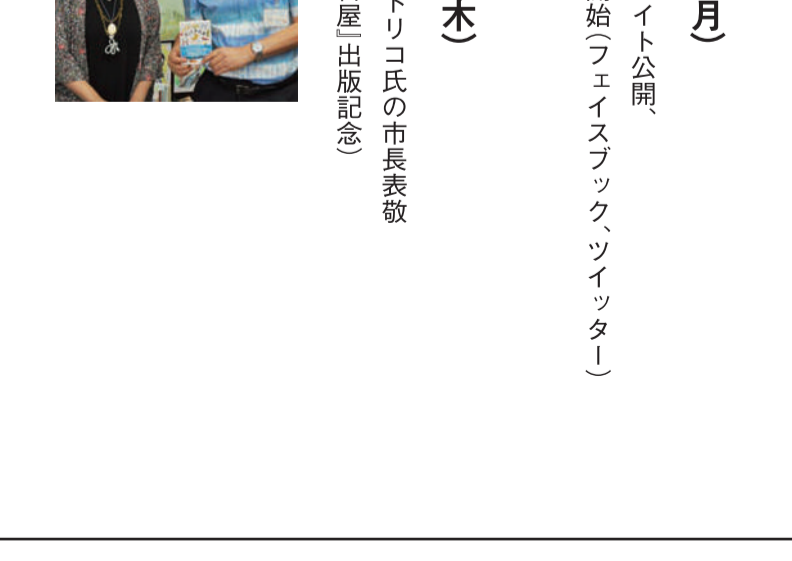 月）
イト公開、
開始（フェイスブック、ツイッター）
木）
トリコ氏の市長表敬
屋』出版記念）